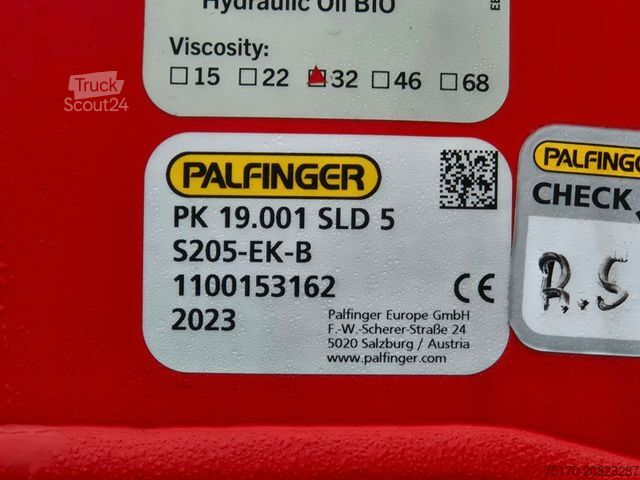 Hydraulic Oil BIO
Viscosity:
15 22 32 46 68
Truck
Scout24
PALFINGER
PK 19.001 SLD 5
S205-EK-B
1100153162
2023
CE
Palfinger Europe GmbH
F.-W.-Scherer-Straße 24
5020 Salzburg / Austria
www.palfinger.com
PALFINGER
CHECK
R.S